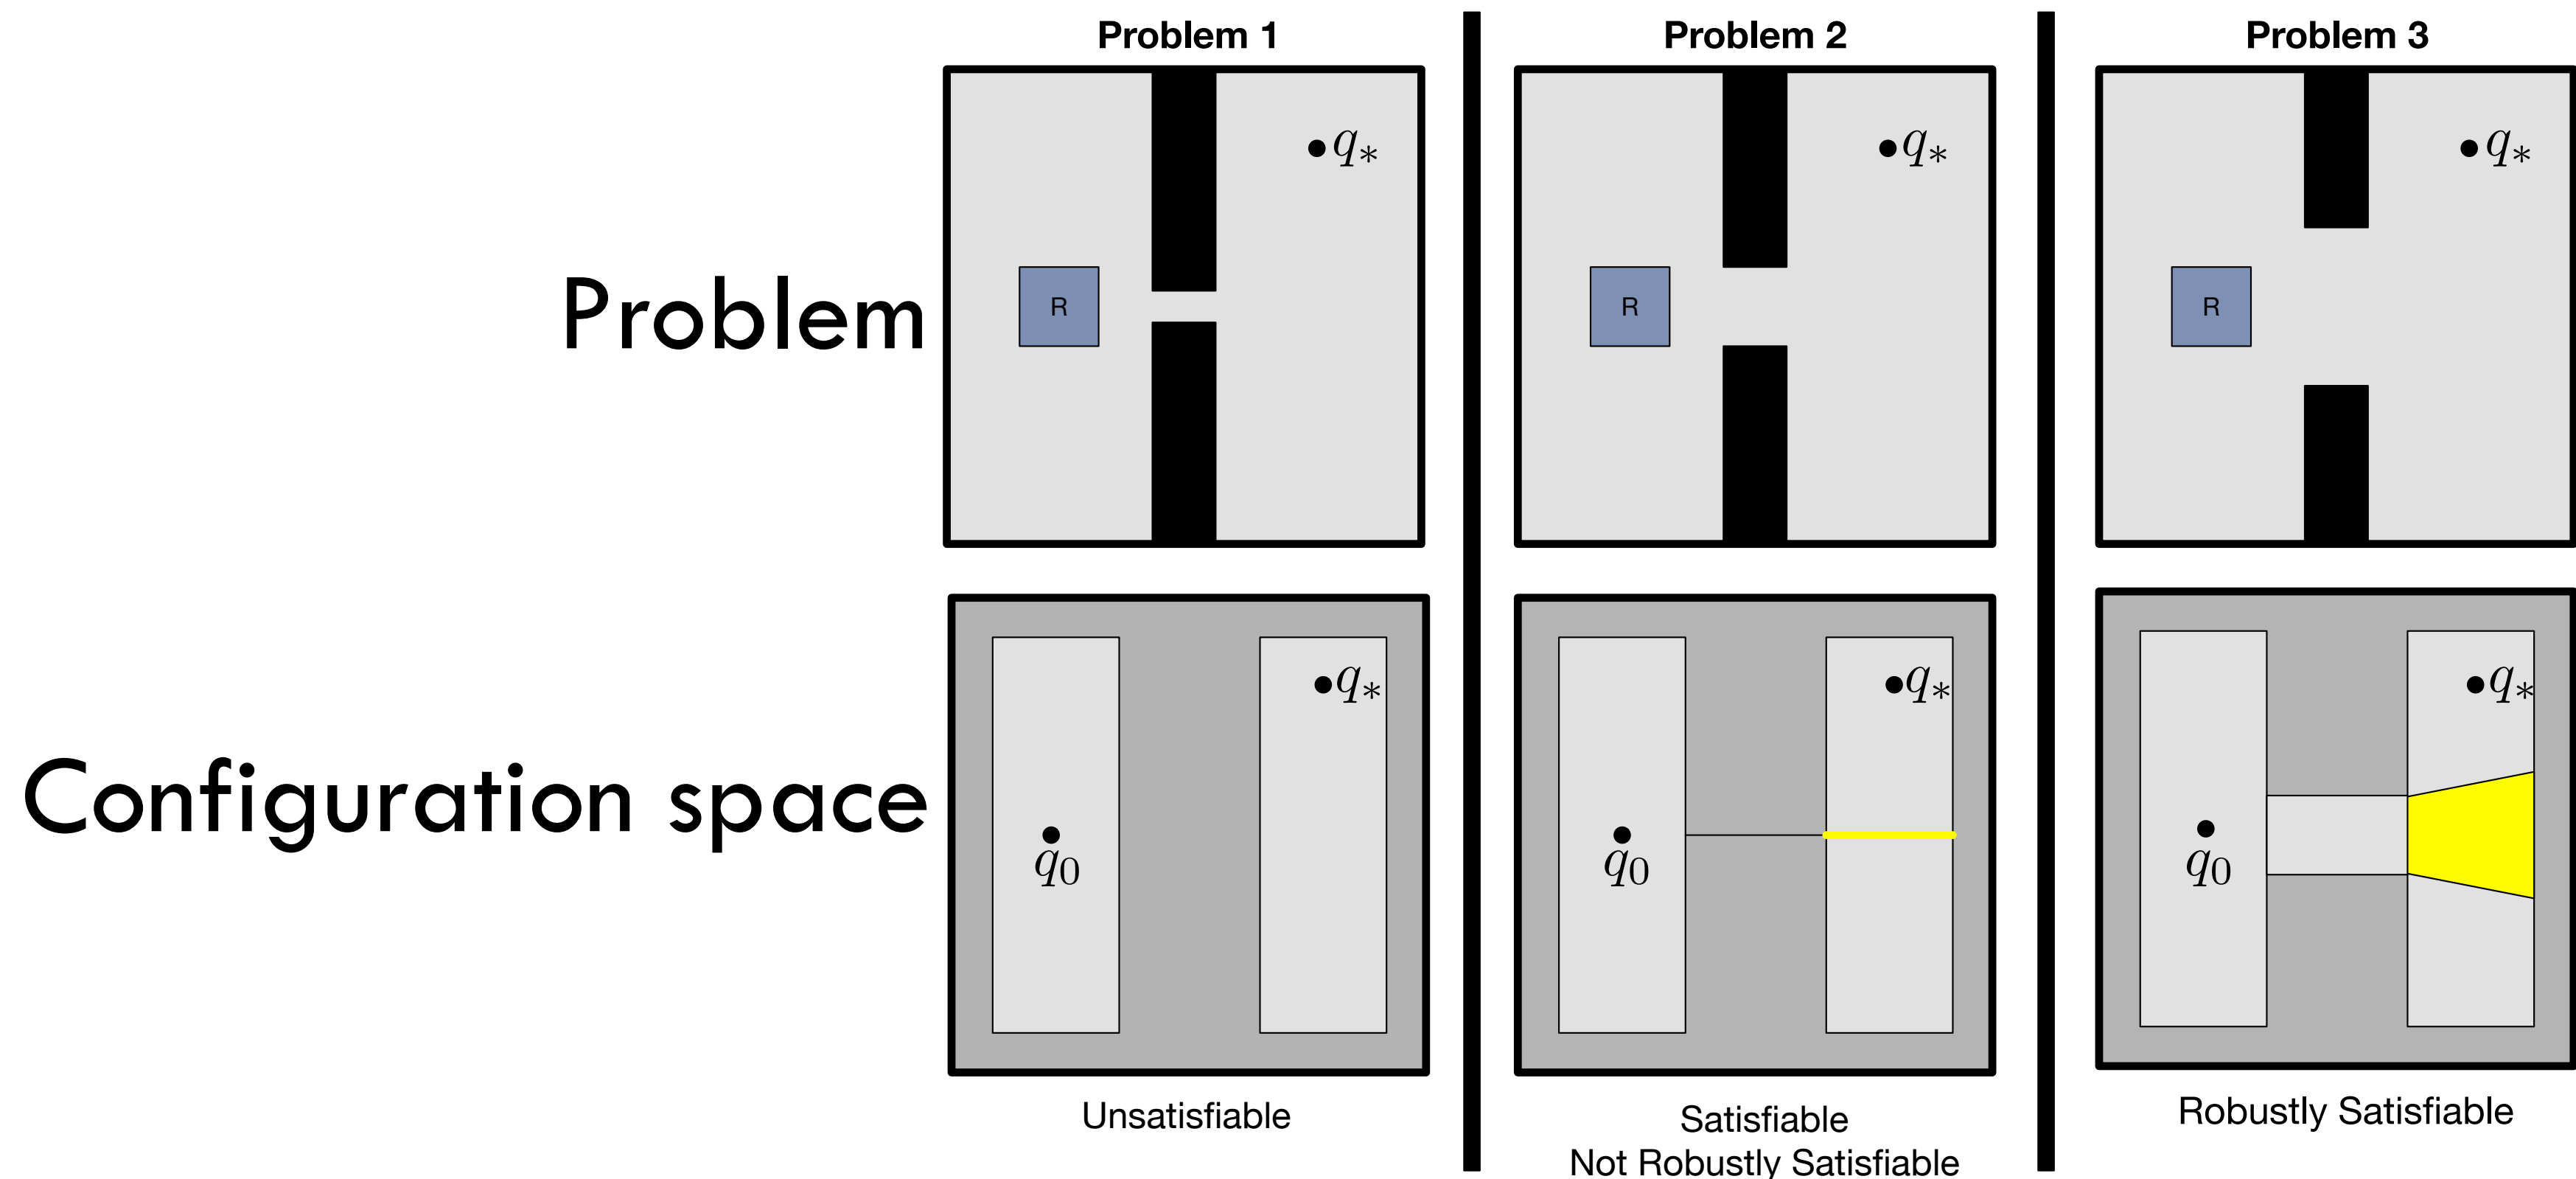 Problem 1
Problem 2
Problem 3
Problem
R
q*
R
q*
R
q*
Configuration space
q0
q*
q0
q*
q0
q*
Unsatisfiable
Satisfiable
Not Robustly Satisfiable
Robustly Satisfiable